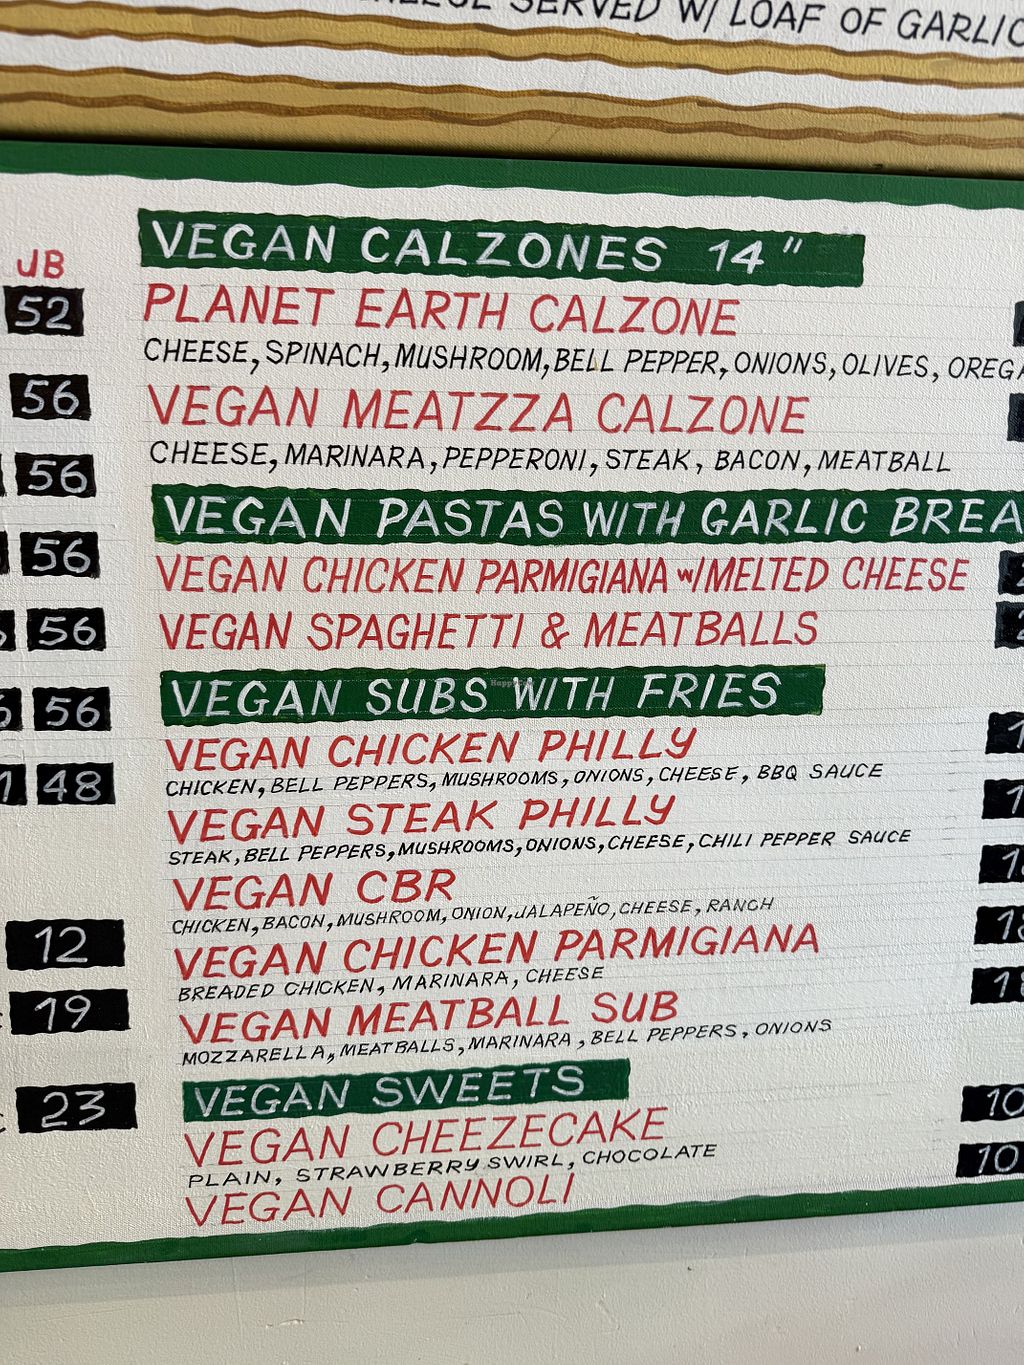 SERVED W/ LOAF OF GARLIC
JB
52
56
56
56
56
56
48
12
19
23
VEGAN CALZONES 14"
PLANET EARTH CALZONE
CHEESE, SPINACH, MUSHROOM, BELL PEPPER, ONIONS, OLIVES,
VEGAN MEATZZA CALZONE
CHEESE, MARINARA, PEPPERONI, STEAK, BACON, MEATBALL
VEGAN PASTAS WITH GARLIC BREA
VEGAN CHICKEN PARMIGIANA W/MELTED CHEESE
VEGAN SPAGHETTI & MEATBALLS
VEGAN SUBS WITH FRIES
VEGAN CHICKEN PHILLY
CHICKEN, BELL PEPPERS, MUSHROOMS, ONIONS, CHEESE, BBQ SAUCE
VEGAN STEAK PHILLY
STEAK, BELL PEPPERS, MUSHROOMS, ONIONS, CHEESE, CHILI PEPPER SAUCE
VEGAN CBR
CHICKEN, BACON, MUSHROOM, ONION, JALAPEÑO, CHEESE, RANCH
VEGAN CHICKEN PARMIGIANA
BREADED CHICKEN, MARINARA, CHEESE
VEGAN MEATBALL SUB
MOZZARELLA, MEATBALLS, MARINARA, BELL PEPPERS, ONIONS
VEGAN SWEETS
VEGAN CHEEZECAKE 10
PLAIN, STRAWBERRY SWIRL, CHOCOLATE
VEGAN CANNOLI 10